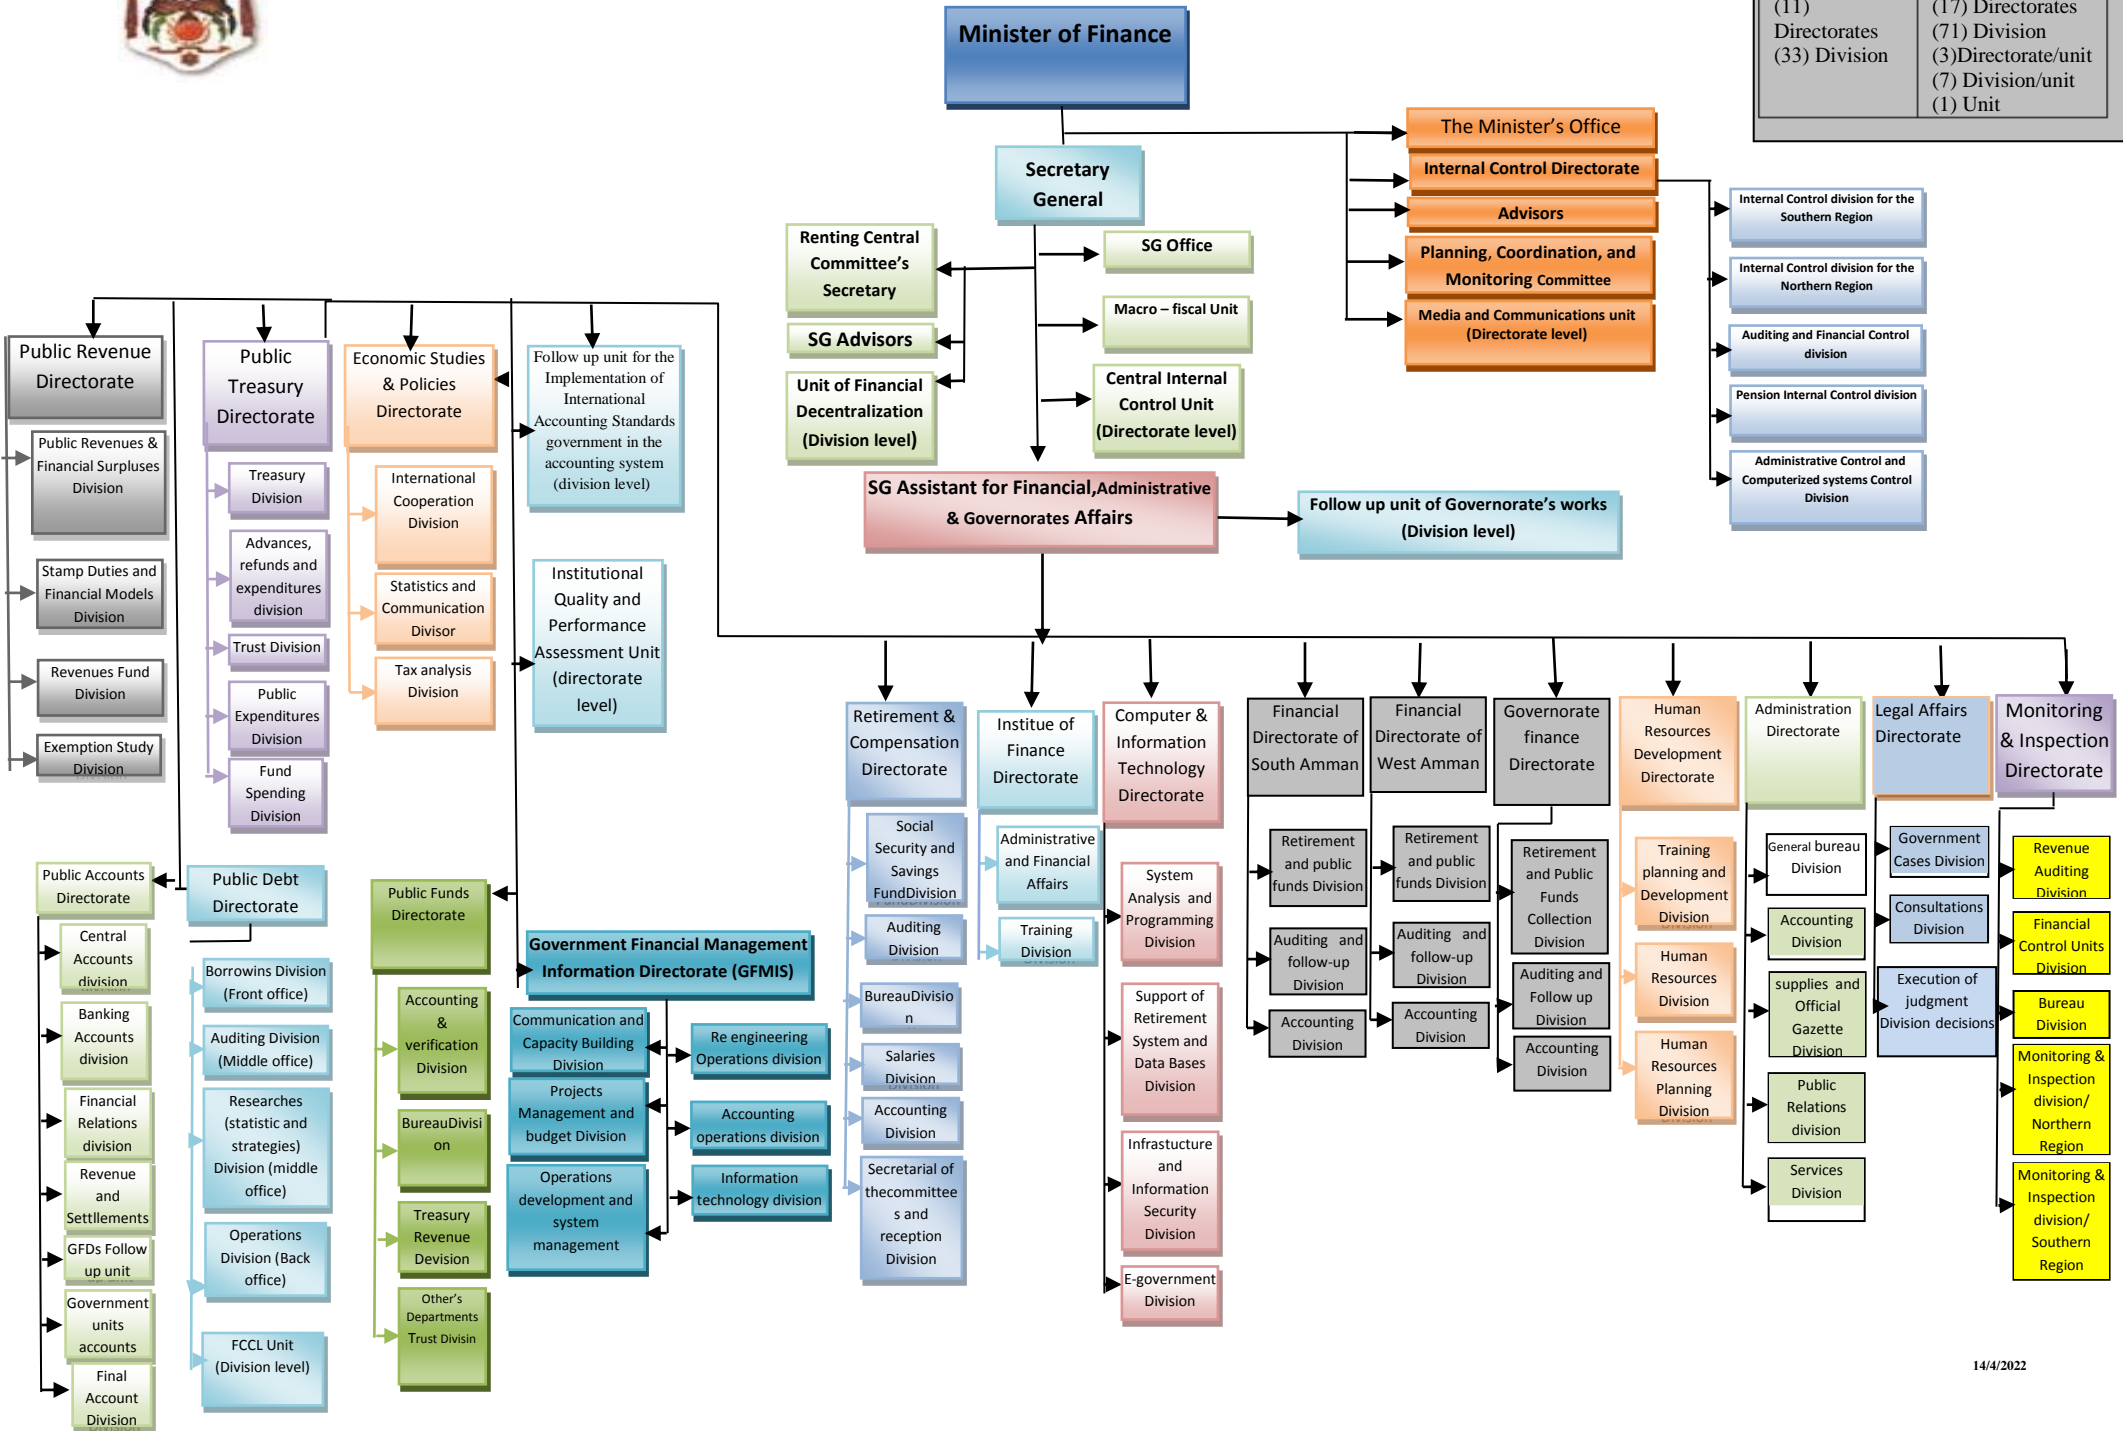 (11)
Directorates
(33) Division
(17) Directorates
(71) Division
(3)Directorate/unit
(7) Division/unit
(1) Unit
Minister of Finance
The Minister's Office
Internal Control Directorate
Advisors
Planning, Coordination, and
Monitoring Committee
Media and Communications unit
(Directorate level)
Internal Control division for the
Southern Region
Internal Control division for the
Northern Region
Auditing and Financial Control
division
Pension Internal Control division
Administrative Control and
Computerized systems Control
Division
Secretary
General
Renting Central
Committee's
Secretary
SG Advisors
Unit of Financial
Decentralization
(Division level)
SG Office
Macro – fiscal Unit
Central Internal
Control Unit
(Directorate level)
SG Assistant for Financial,Administrative
& Governorates Affairs
Follow up unit of Governorate's works
(Division level)
Public Revenue
Directorate
Public Revenues &
Financial Surpluses
Division
Stamp Duties and
Financial Models
Division
Revenues Fund
Division
Exemption Study
Division
Public
Treasury
Directorate
Treasury
Division
Advances,
refunds and
expenditures
division
Trust Division
Public
Expenditures
Division
Fund
Spending
Division
Economic Studies
& Policies
Directorate
International
Cooperation
Division
Statistics and
Communication
Divisor
Tax analysis
Division
Follow up unit for the
Implementation of
International
Accounting Standards
government in the
accounting system
(division level)
Institutional
Quality and
Performance
Assessment Unit
(directorate
level)
Public Accounts
Directorate
Central
Accounts
division
Banking
Accounts
division
Financial
Relations
division
Revenue
and
Settllements
GFDs Follow
up unit
Government
units
accounts
Final
Account
Division
Public Debt
Directorate
Borrowins Division
(Front office)
Auditing Division
(Middle office)
Researches
(statistic and
strategies)
Division (middle
office)
Operations
Division (Back
office)
FCCL Unit
(Division level)
Public Funds
Directorate
Accounting
&
verification
Division
BureauDivisi
on
Treasury
Revenue
Devision
Other's
Departments
Trust Divisin
Government Financial Management
Information Directorate (GFMIS)
Communication and
Capacity Building
Division
Projects
Management and
budget Division
Operations
development and
system
management
Re engineering
Operations division
Accounting
operations division
Information
technology division
Retirement &
Compensation
Directorate
Social
Security and
Savings
FundDivision
Auditing
Division
BureauDivisio
n
Salaries
Division
Accounting
Division
Secretarial of
thecommittee
s and
reception
Division
Institue of
Finance
Directorate
Administrative
and Financial
Affairs
Training
Division
Computer &
Information
Technology
Directorate
System
Analysis and
Programming
Division
Support of
Retirement
System and
Data Bases
Division
Infrastucture
and
Information
Security
Division
E-government
Division
Financial
Directorate of
South Amman
Retirement
and public
funds Division
Auditing and
follow-up
Division
Accounting
Division
Financial
Directorate of
West Amman
Retirement
and public
funds Division
Auditing and
follow-up
Division
Accounting
Division
Governorate
finance
Directorate
Retirement
and Public
Funds
Collection
Division
Auditing and
Follow up
Division
Accounting
Division
Human
Resources
Development
Directorate
Training
planning and
Development
Division
Human
Resources
Division
Human
Resources
Planning
Division
Administration
Directorate
General bureau
Division
Accounting
Division
supplies and
Official
Gazette
Division
Public
Relations
division
Services
Division
Legal Affairs
Directorate
Government
Cases Division
Consultations
Division
Execution of
judgment
Division decisions
Monitoring
& Inspection
Directorate
Revenue
Auditing
Division
Financial
Control Units
Division
Bureau
Division
Monitoring &
Inspection
division/
Northern
Region
Monitoring &
Inspection
division/
Southern
Region
14/4/2022